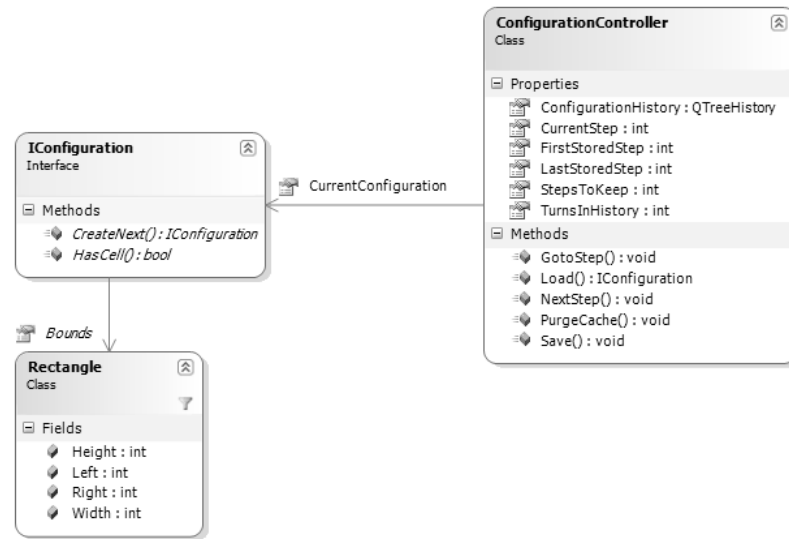 ConfigurationController
Class
Properties
ConfigurationHistory : QTreeHistory
CurrentStep : int
FirstStoredStep : int
LastStoredStep : int
StepsToKeep : int
TurnsInHistory : int
Methods
GotoStep() : void
Load() : IConfiguration
NextStep() : void
PurgeCache() : void
Save() : void
CurrentConfiguration
IConfiguration
Interface
Methods
CreateNext() : IConfiguration
HasCell() : bool
Bounds
Rectangle
Class
Fields
Height : int
Left : int
Right : int
Width : int